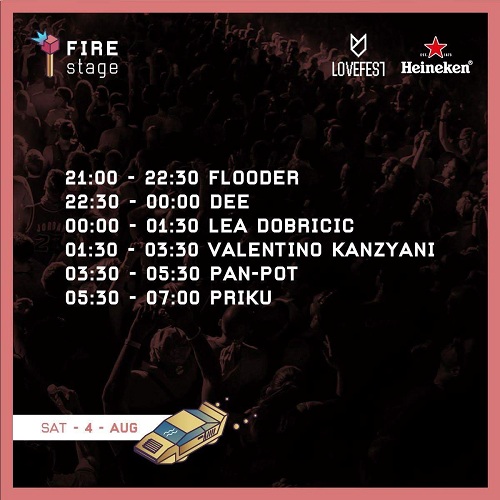 FIRE
stage
LOVEFEST
Heineken®
21:00 - 22:30 FLOODER
22:30 - 00:00 DEE
00:00 - 01:30 LEA DOBRICIC
01:30 - 03:30 VALENTINO KANZYANI
03:30 - 05:30 PAN-POT
05:30 - 07:00 PRIKU
SAT - 4 - AUG